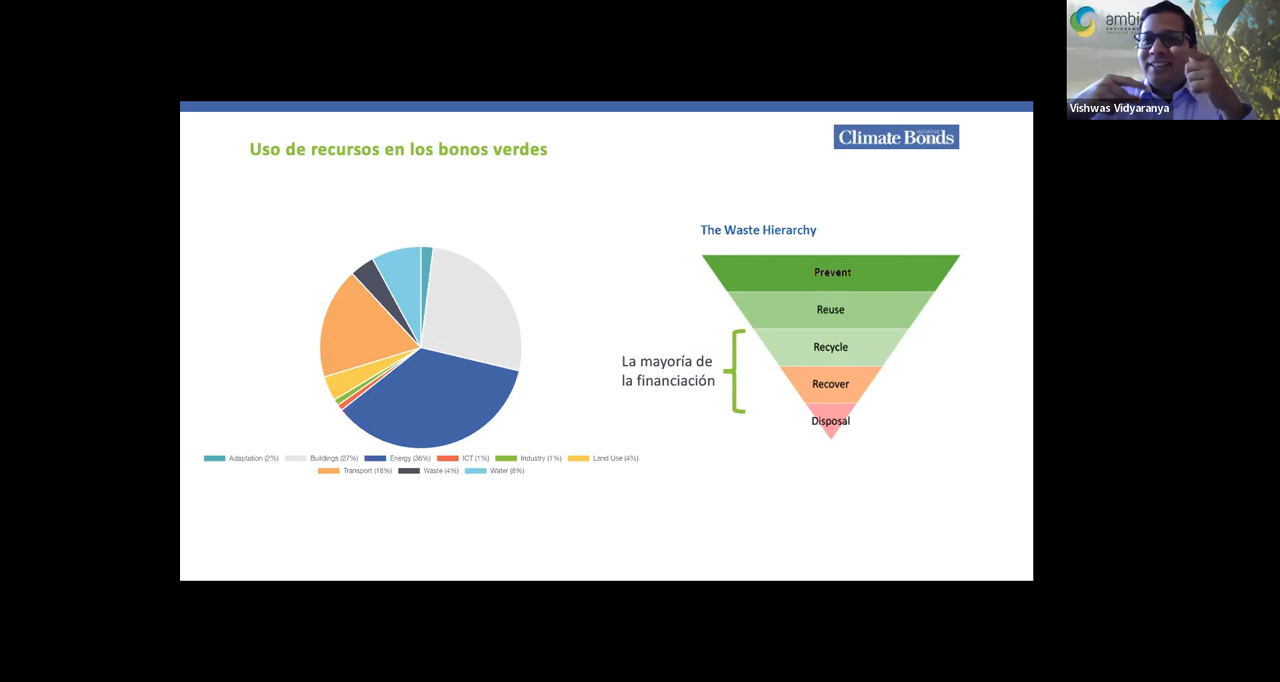 ambi
Vishwas Vidyaranya
Climate Bonds
INITIATIVE
Uso de recursos en los bonos verdes
The Waste Hierarchy
Prevent
Reuse
Recycle
Recover
Disposal
La mayoría de
la financiación
Adaptation (2%) Buildings (27%) Energy (36%) ICT (1%) Industry (1%) Land Use (4%)
Transport (18%) Waste (4%) Water (8%)